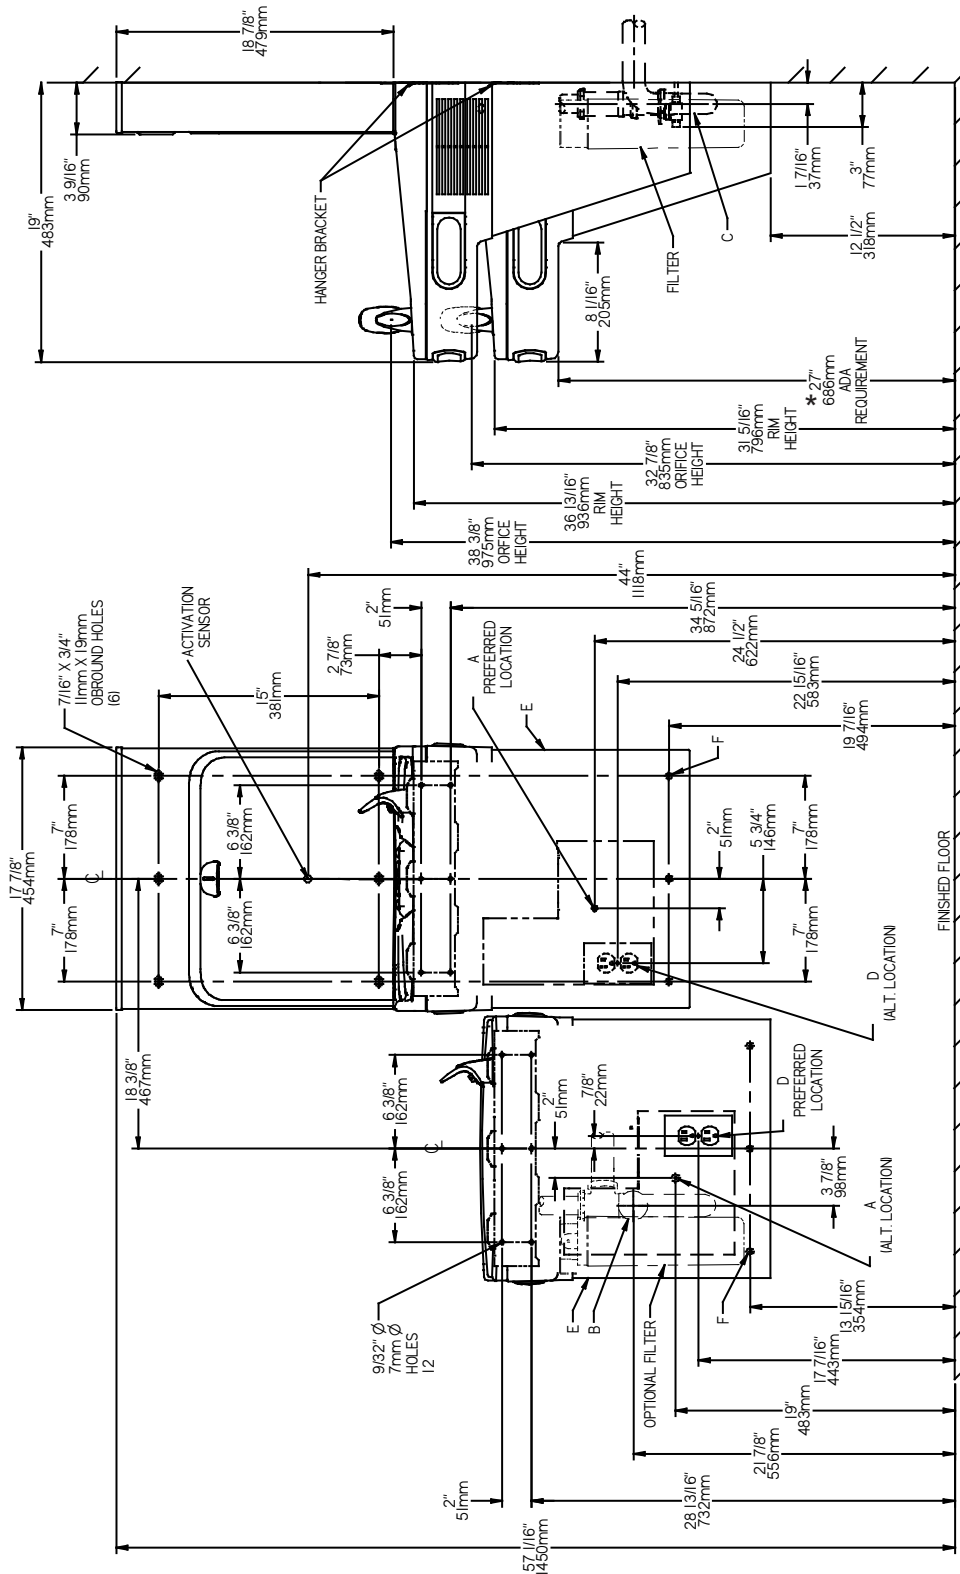 18 7/8"
479mm
3 9/16"
90mm
19"
483mm
HANGER BRACKET
1 7/16"
37mm
3"
77mm
12 1/2"
318mm
C
FILTER
8 1/16"
205mm
* 27"
686mm
ADA
REQUIREMENT
31 5/16"
796mm
RIM
HEIGHT
32 7/8"
835mm
ORIFICE
HEIGHT
36 13/16"
936mm
RIM
HEIGHT
38 3/8"
975mm
ORFICE
HEIGHT
7/16" X 3/4"
11mm X 19mm
OBROUND HOLES
(6)
ACTIVATION
SENSOR
15"
381mm
2 7/8"
73mm
2"
51mm
44"
1118mm
A
PREFERRED
LOCATION
E
34 5/16"
872mm
24 1/2"
622mm
22 15/16"
583mm
19 7/16"
494mm
F
17 7/8"
454mm
7"
178mm
7"
178mm
CL
6 3/8"
162mm
6 3/8"
162mm
2"
51mm
5 3/4"
146mm
7"
178mm
7"
178mm
FINISHED FLOOR
D
(ALT. LOCATION)
18 3/8"
467mm
6 3/8"
162mm
6 3/8"
162mm
CL
2"
51mm
7/8"
22mm
D
PREFERRED
LOCATION
3 7/8"
98mm
A
(ALT. LOCATION)
9/32" Ø
7mm Ø
HOLES
12
E
B
OPTIONAL FILTER
F
13 15/16"
354mm
17 7/16"
443mm
19"
483mm
21 7/8"
556mm
28 13/16"
732mm
2"
51mm
57 1/16"
1450mm